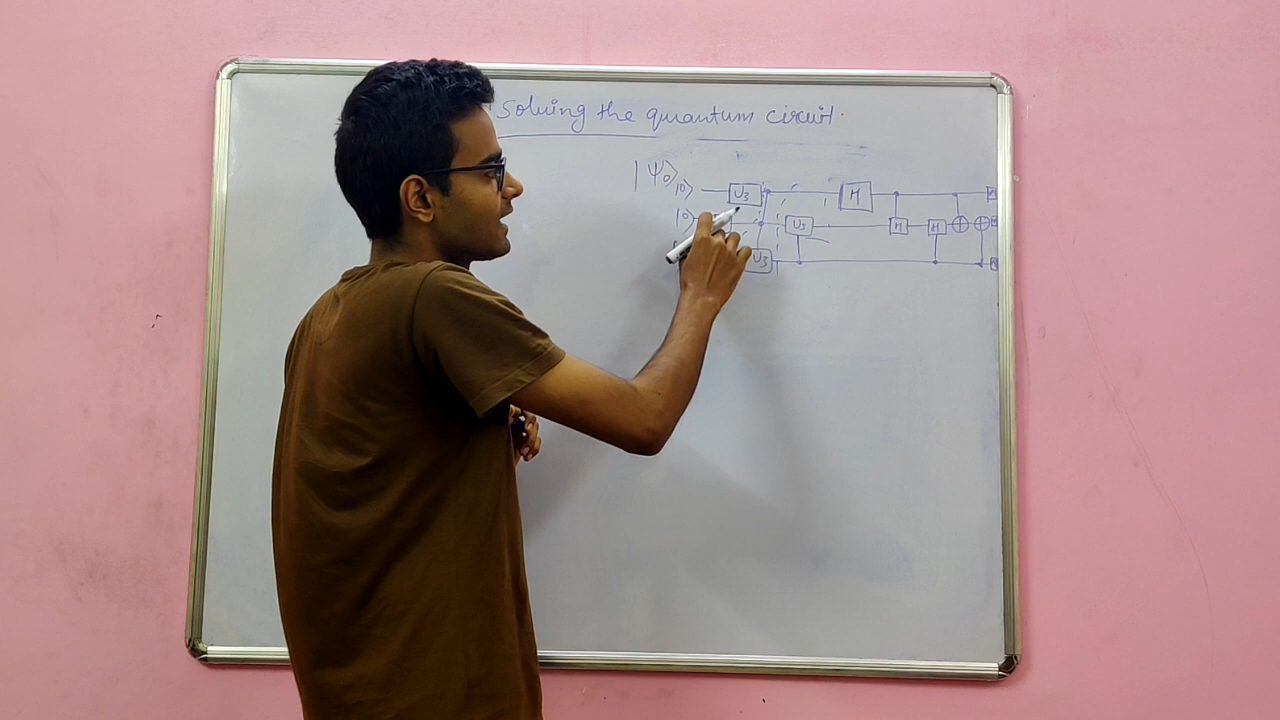 Solving the quantum circuit.
|Ψ0⟩
|0⟩ U3 H
|0⟩ U3 H H
U3